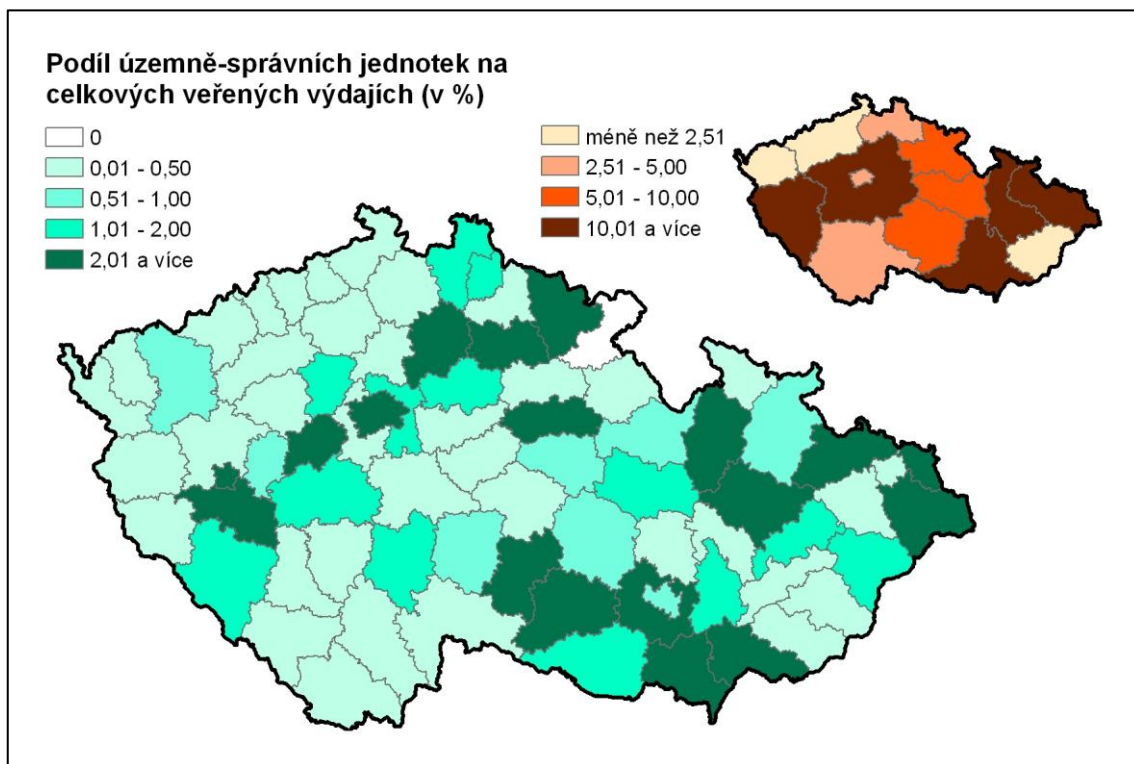 Podíl územně-správních jednotek na
celkových veřených výdajích (v %)
0
0,01 - 0,50
0,51 - 1,00
1,01 - 2,00
2,01 a více
méně než 2,51
2,51 - 5,00
5,01 - 10,00
10,01 a více